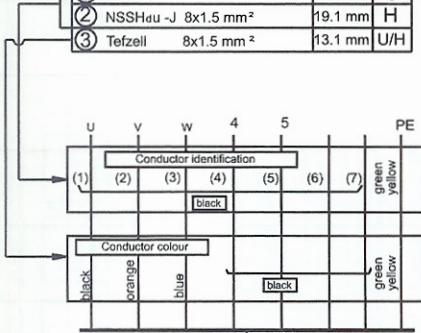 ② NSSHdu -J 8x1.5 mm² 19.1 mm H
③ Tefzell 8x1.5 mm² 13.1 mm U/H
U V W 4 5 PE
Conductor identification
(1) (2) (3) (4) (5) (6) (7) green yellow
black
Conductor colour
black orange blue black green yellow